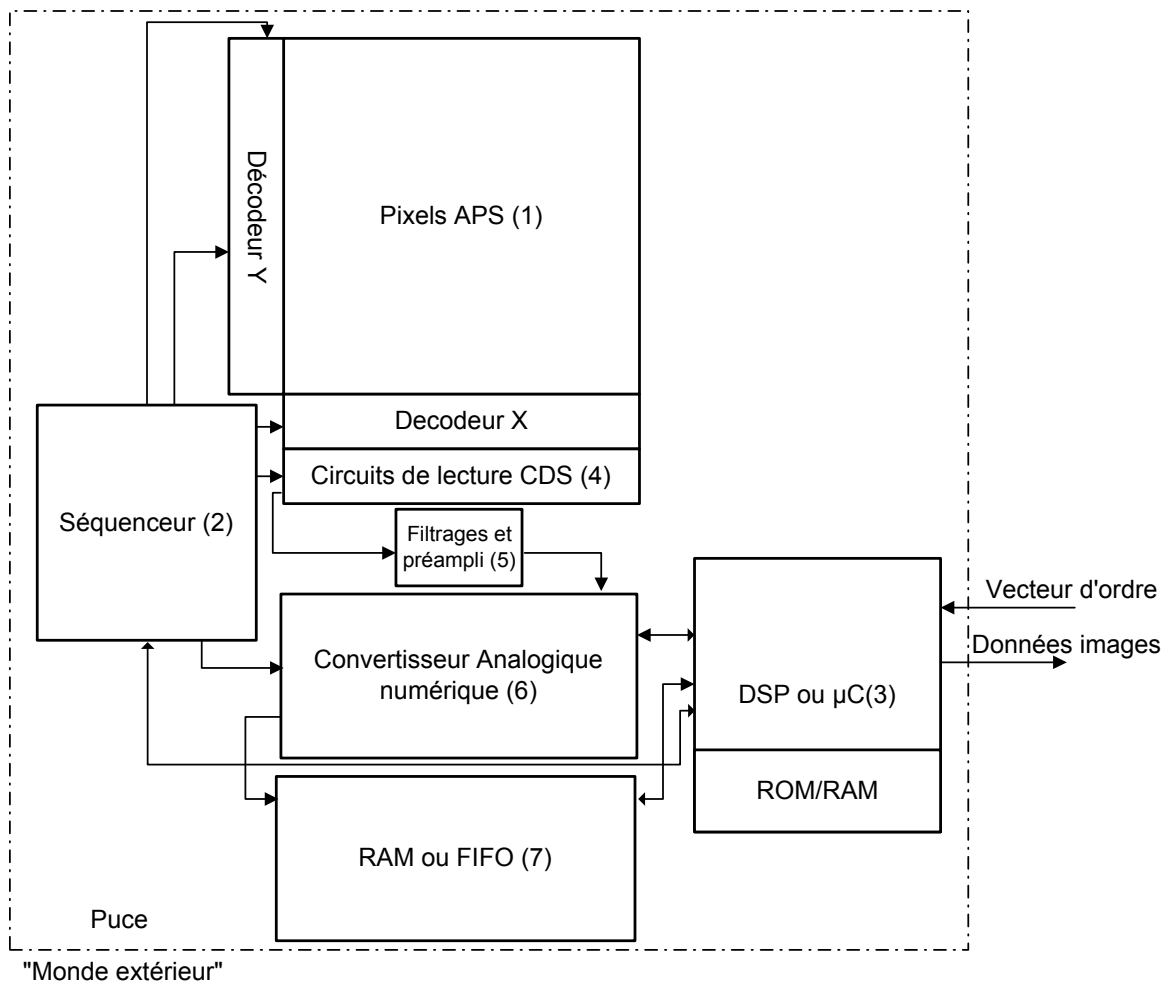 Décodeur Y
Pixels APS (1)
Decodeur X
Circuits de lecture CDS (4)
Séquenceur (2)
Filtrages et
préampli (5)
Vecteur d'ordre
Données images
Convertisseur Analogique
numérique (6)
DSP ou µC(3)
ROM/RAM
RAM ou FIFO (7)
Puce
"Monde extérieur"